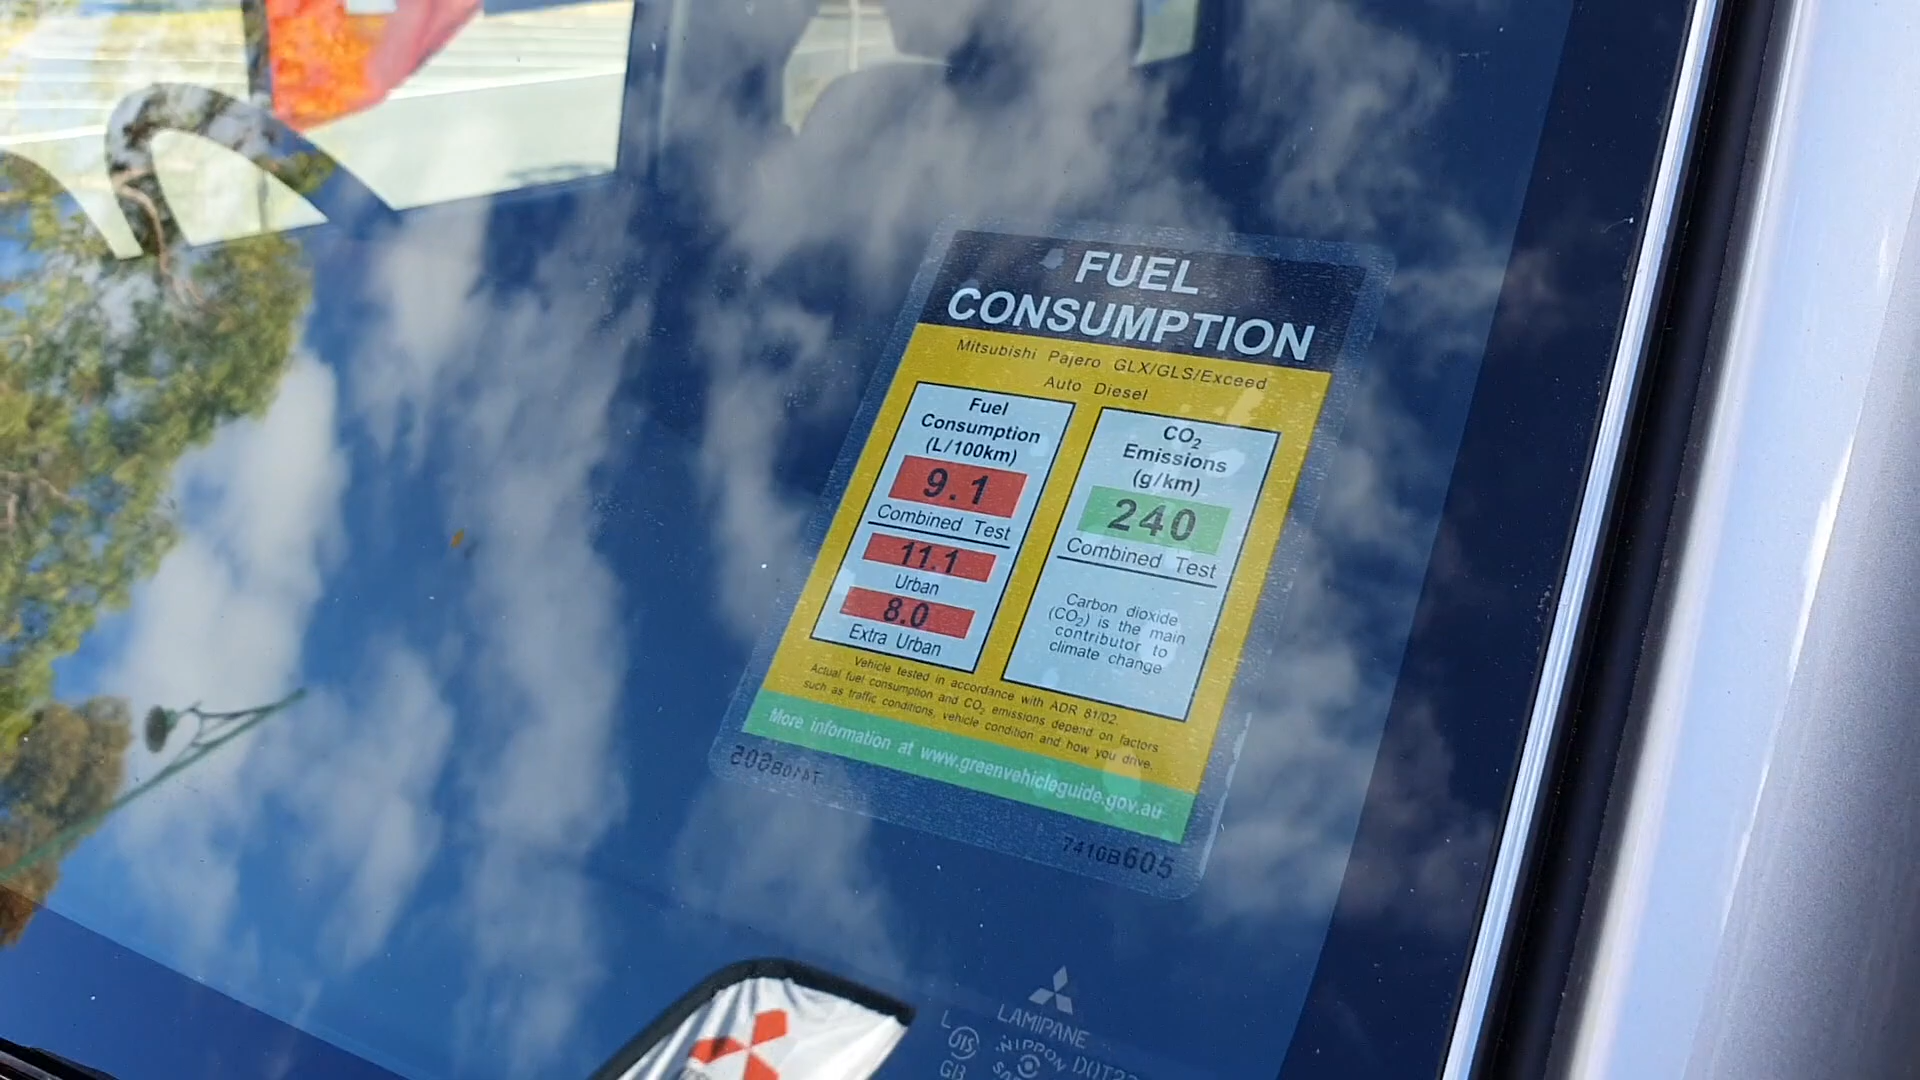 FUEL
CONSUMPTION
Mitsubishi Pajero GLX/GLS/Exceed
Auto Diesel
Fuel
Consumption
(L/100km)
9.1
Combined Test
11.1
Urban
8.0
Extra Urban
CO₂
Emissions
(g/km)
240
Combined Test
Carbon dioxide
(CO₂) is the main
contributor to
climate change
Vehicle tested in accordance with ADR 81/02.
Actual fuel consumption and CO₂ emissions depend on factors
such as traffic conditions, vehicle condition and how you drive.
More information at www.greenvehicleguide.gov.au
7410B605
LAMIPANE
NIPPON